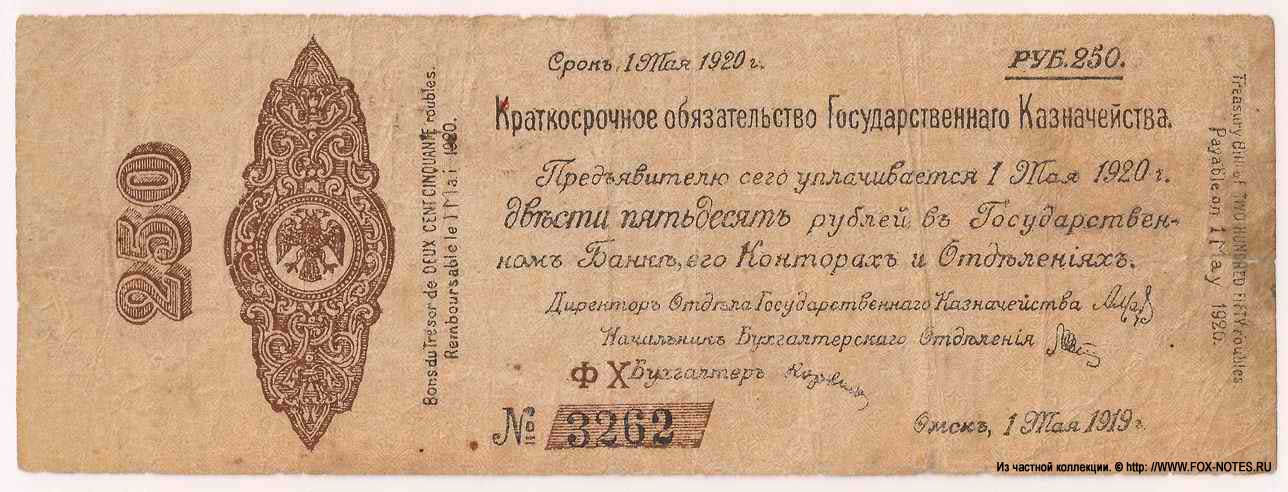 250
Bons du Trésor de DEUX CENT CINQUANTE roubles.
Remboursable le 1 Mai 1920.
Срокъ 1 Мая 1920 г.
РУБ. 250.
Краткосрочное обязательство Государственнаго Казначейства.
Предъявителю сего уплачивается 1 Мая 1920 г.
двѣсти пятьдесятъ рублей въ Государствен-
номъ Банкѣ, его Конторахъ и Отдѣленіяхъ.
Директоръ Отдѣла Государственнаго Казначейства
Начальникъ Бухгалтерскаго Отдѣленія
ФХ Бухгалтеръ
№ 3262
Омскъ, 1 Мая 1919 г.
Treasury Bill of TWO HUNDRED FIFTY roubles
Payable on 1 May 1920.
Из частной коллекции. © http: //WWW.FOX-NOTES.RU